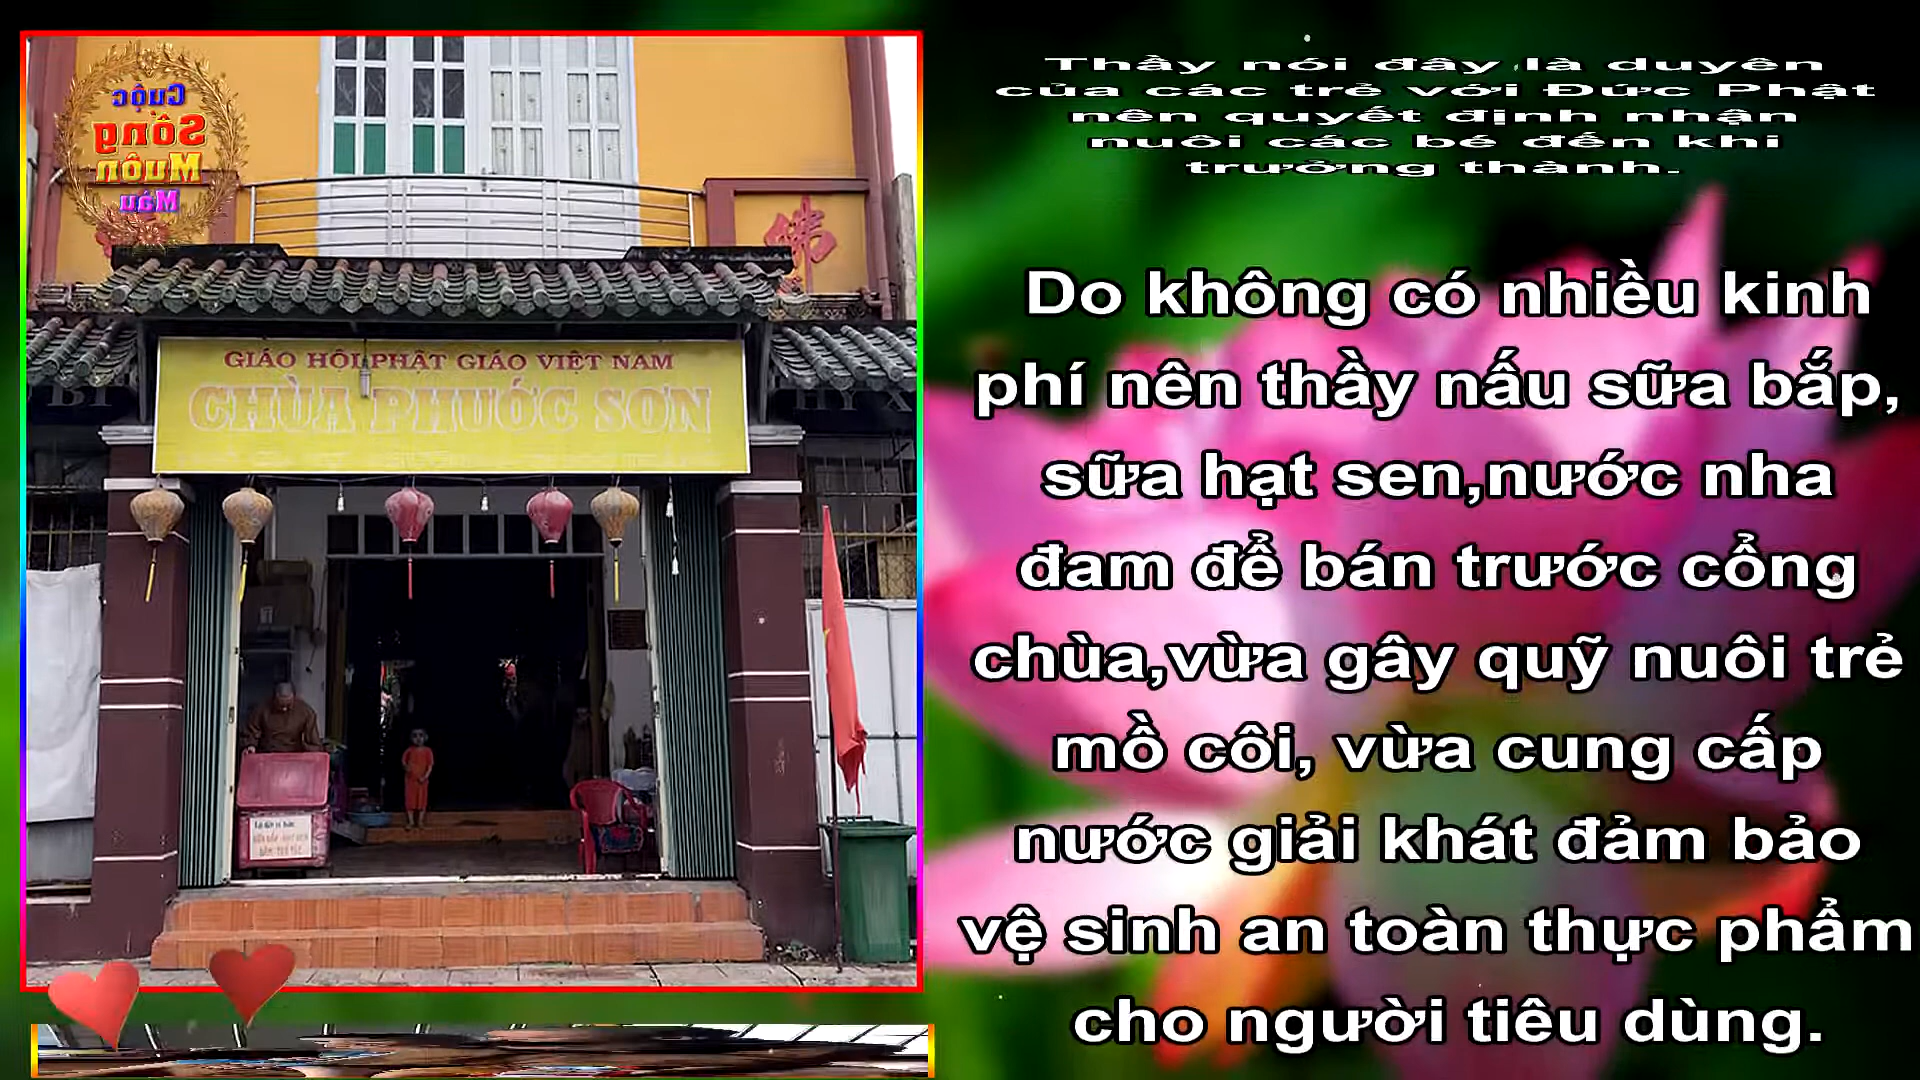 Cuộc
Sống
Muôn
Màu
佛
GIÁO HỘI PHẬT GIÁO VIỆT NAM
CHÙA PHƯỚC SƠN
Thầy nói đây là duyên
của các trẻ với Đức Phật
nên quyết định nhận
nuôi các bé đến khi
trưởng thành.
Do không có nhiều kinh
phí nên thầy nấu sữa bắp,
sữa hạt sen,nước nha
đam để bán trước cổng
chùa,vừa gây quỹ nuôi trẻ
mồ côi, vừa cung cấp
nước giải khát đảm bảo
vệ sinh an toàn thực phẩm
cho người tiêu dùng.